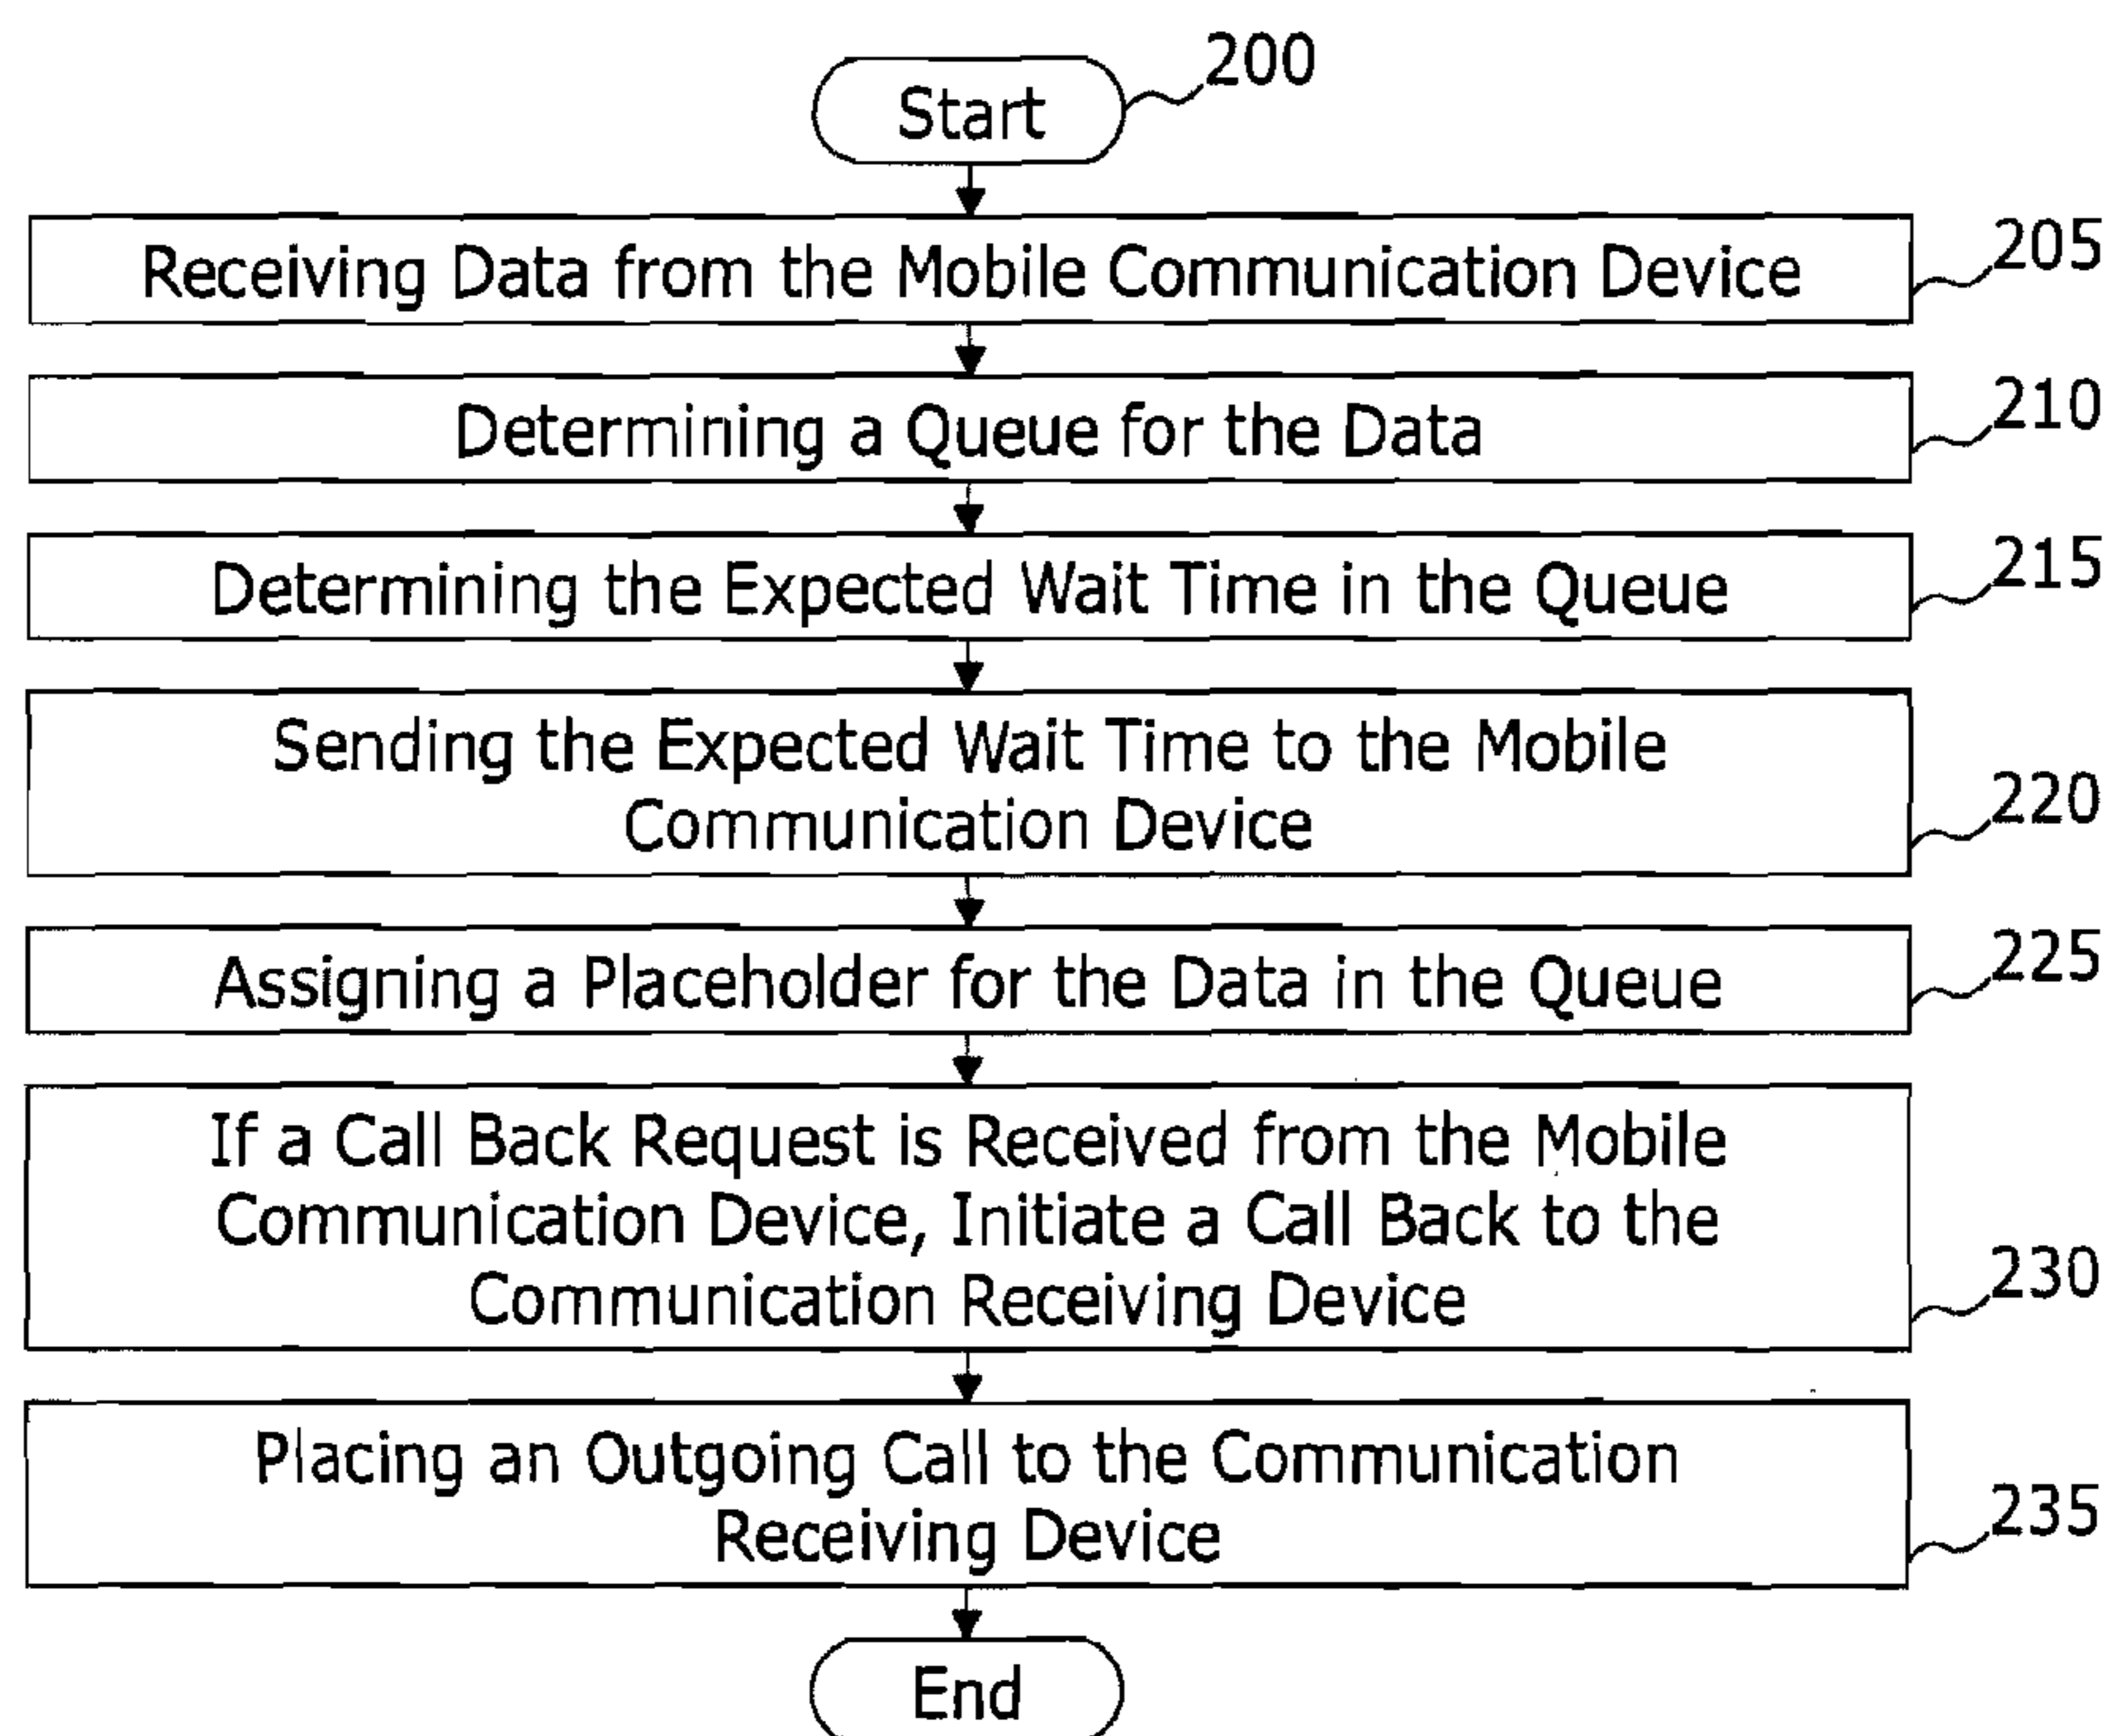 Start
200
Receiving Data from the Mobile Communication Device
205
Determining a Queue for the Data
210
Determining the Expected Wait Time in the Queue
215
Sending the Expected Wait Time to the Mobile
Communication Device
220
Assigning a Placeholder for the Data in the Queue
225
If a Call Back Request is Received from the Mobile
Communication Device, Initiate a Call Back to the
Communication Receiving Device
230
Placing an Outgoing Call to the Communication
Receiving Device
235
End